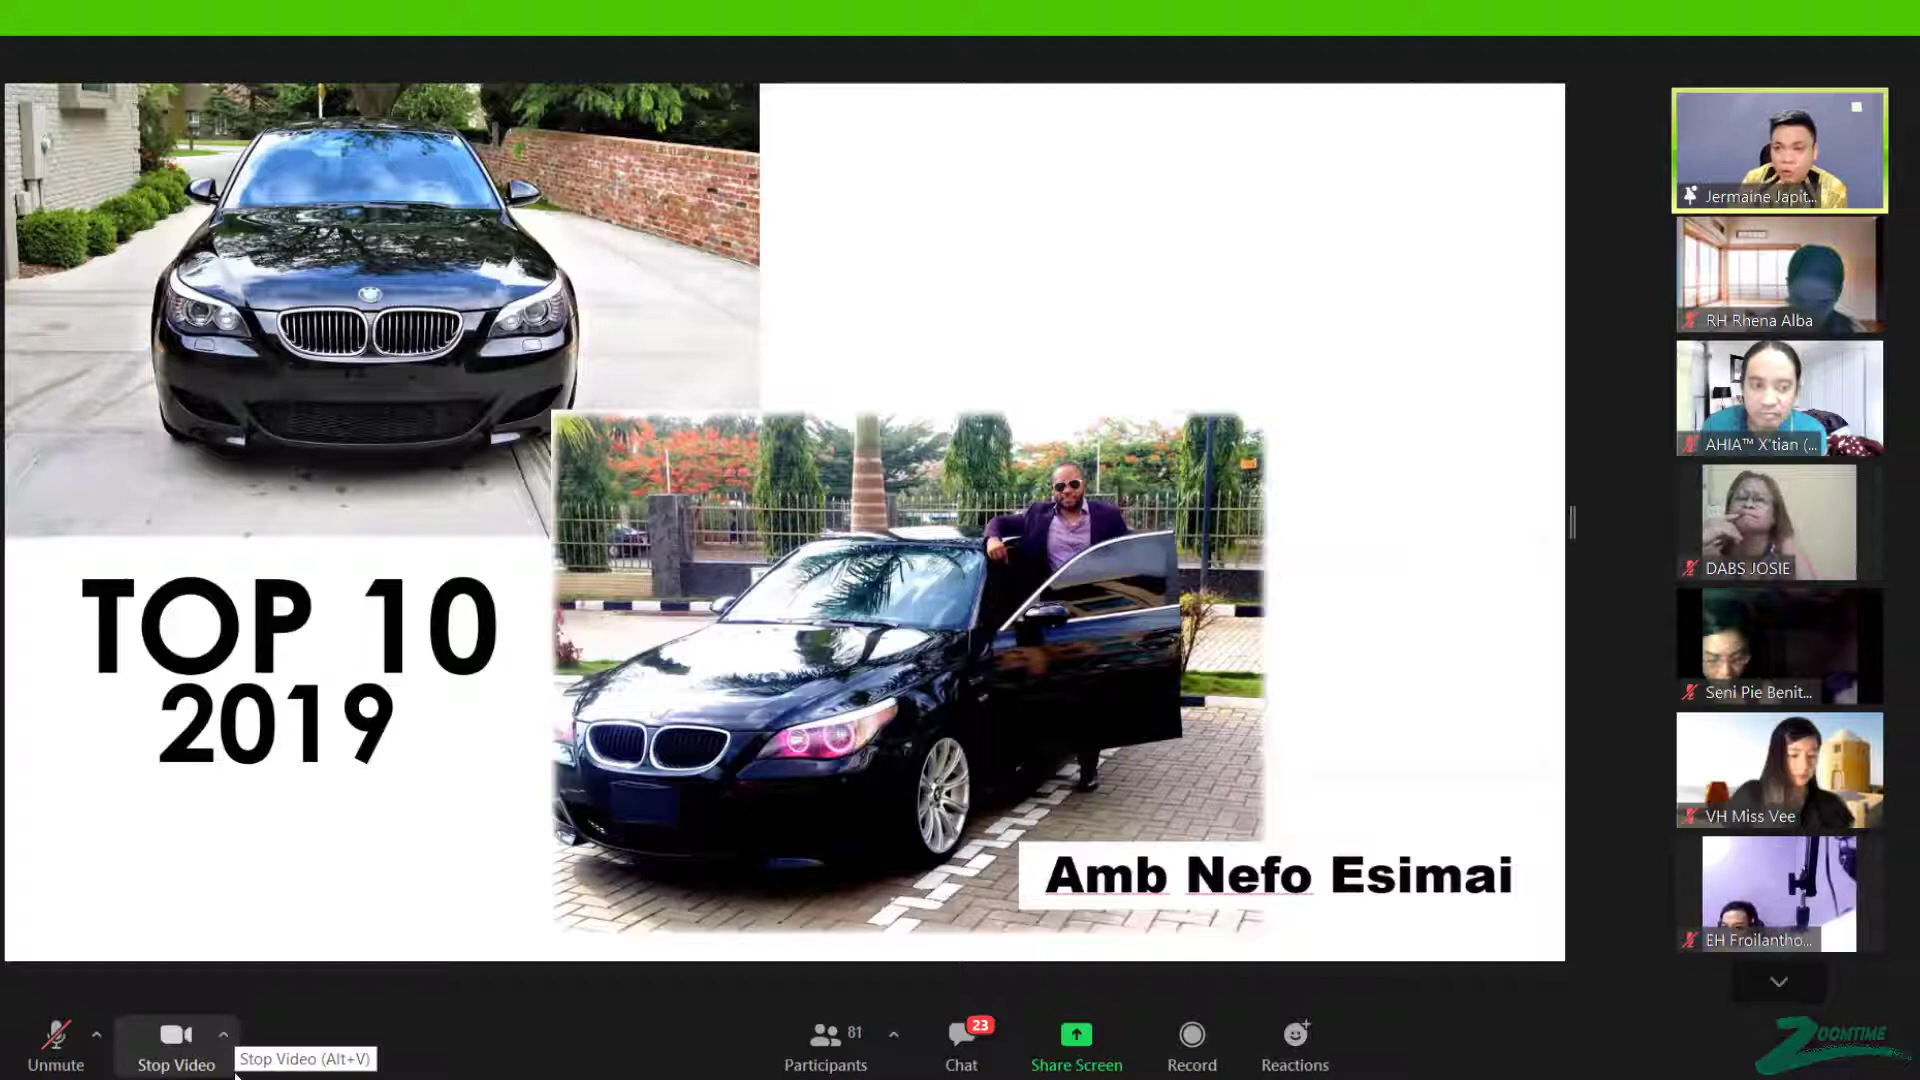 TOP 10
2019
Amb Nefo Esimai
Jermaine Japit...
RH Rhena Alba
AHIA™ X'tian (...
DABS JOSIE
Seni Pie Benit...
VH Miss Vee
EH Froilantho...
Unmute
Stop Video
Stop Video (Alt+V)
81
Participants
23
Chat
Share Screen
Record
Reactions
ZOOMTIME